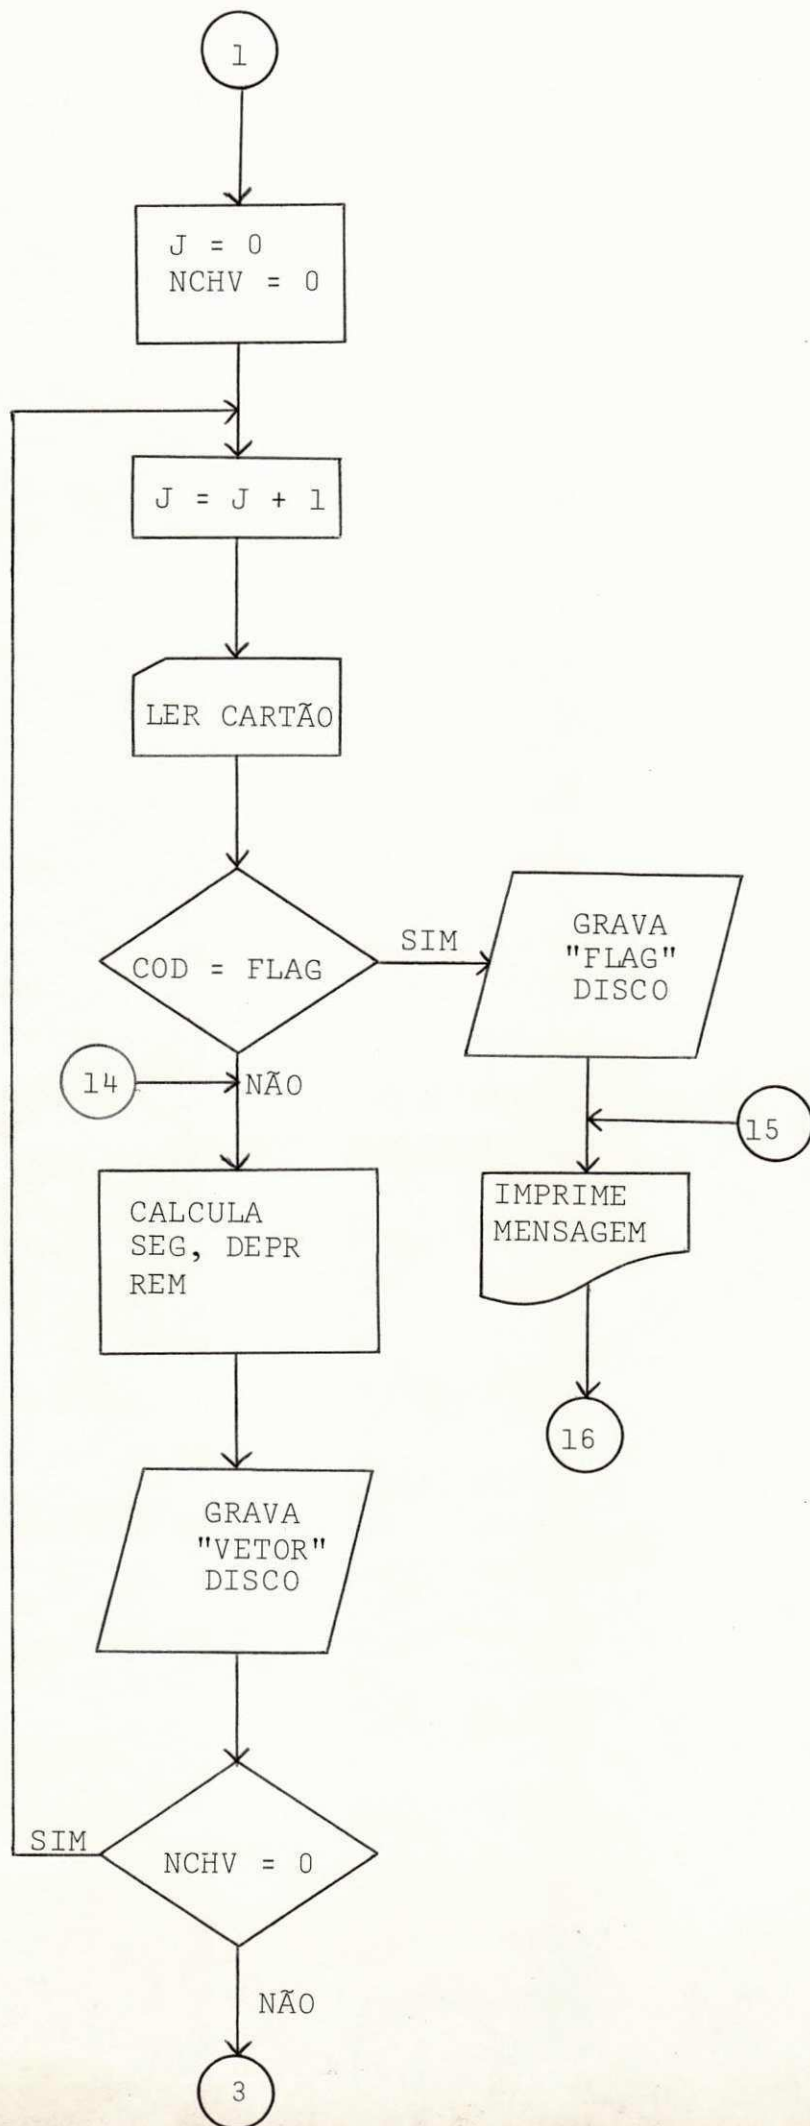 1
J = 0
NCHV = 0
J = J + 1
LER CARTÃO
COD = FLAG
SIM
GRAVA
"FLAG"
DISCO
14
NÃO
15
CALCULA
SEG, DEPR
REM
IMPRIME
MENSAGEM
16
GRAVA
"VETOR"
DISCO
SIM
NCHV = 0
NÃO
3